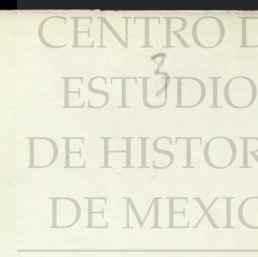 CENTRO D
3
ESTUDIO
DE HISTOR
DE MEXIC